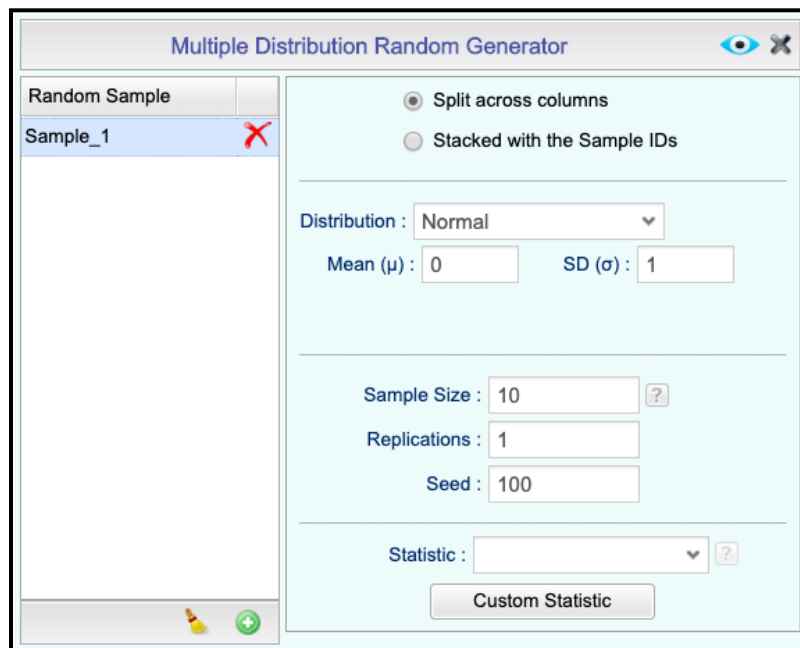 Multiple Distribution Random Generator
Random Sample
Sample_1
Split across columns
Stacked with the Sample IDs
Distribution : Normal
Mean (μ) : 0 SD (σ) : 1
Sample Size : 10 ?
Replications : 1
Seed : 100
Statistic : ?
Custom Statistic